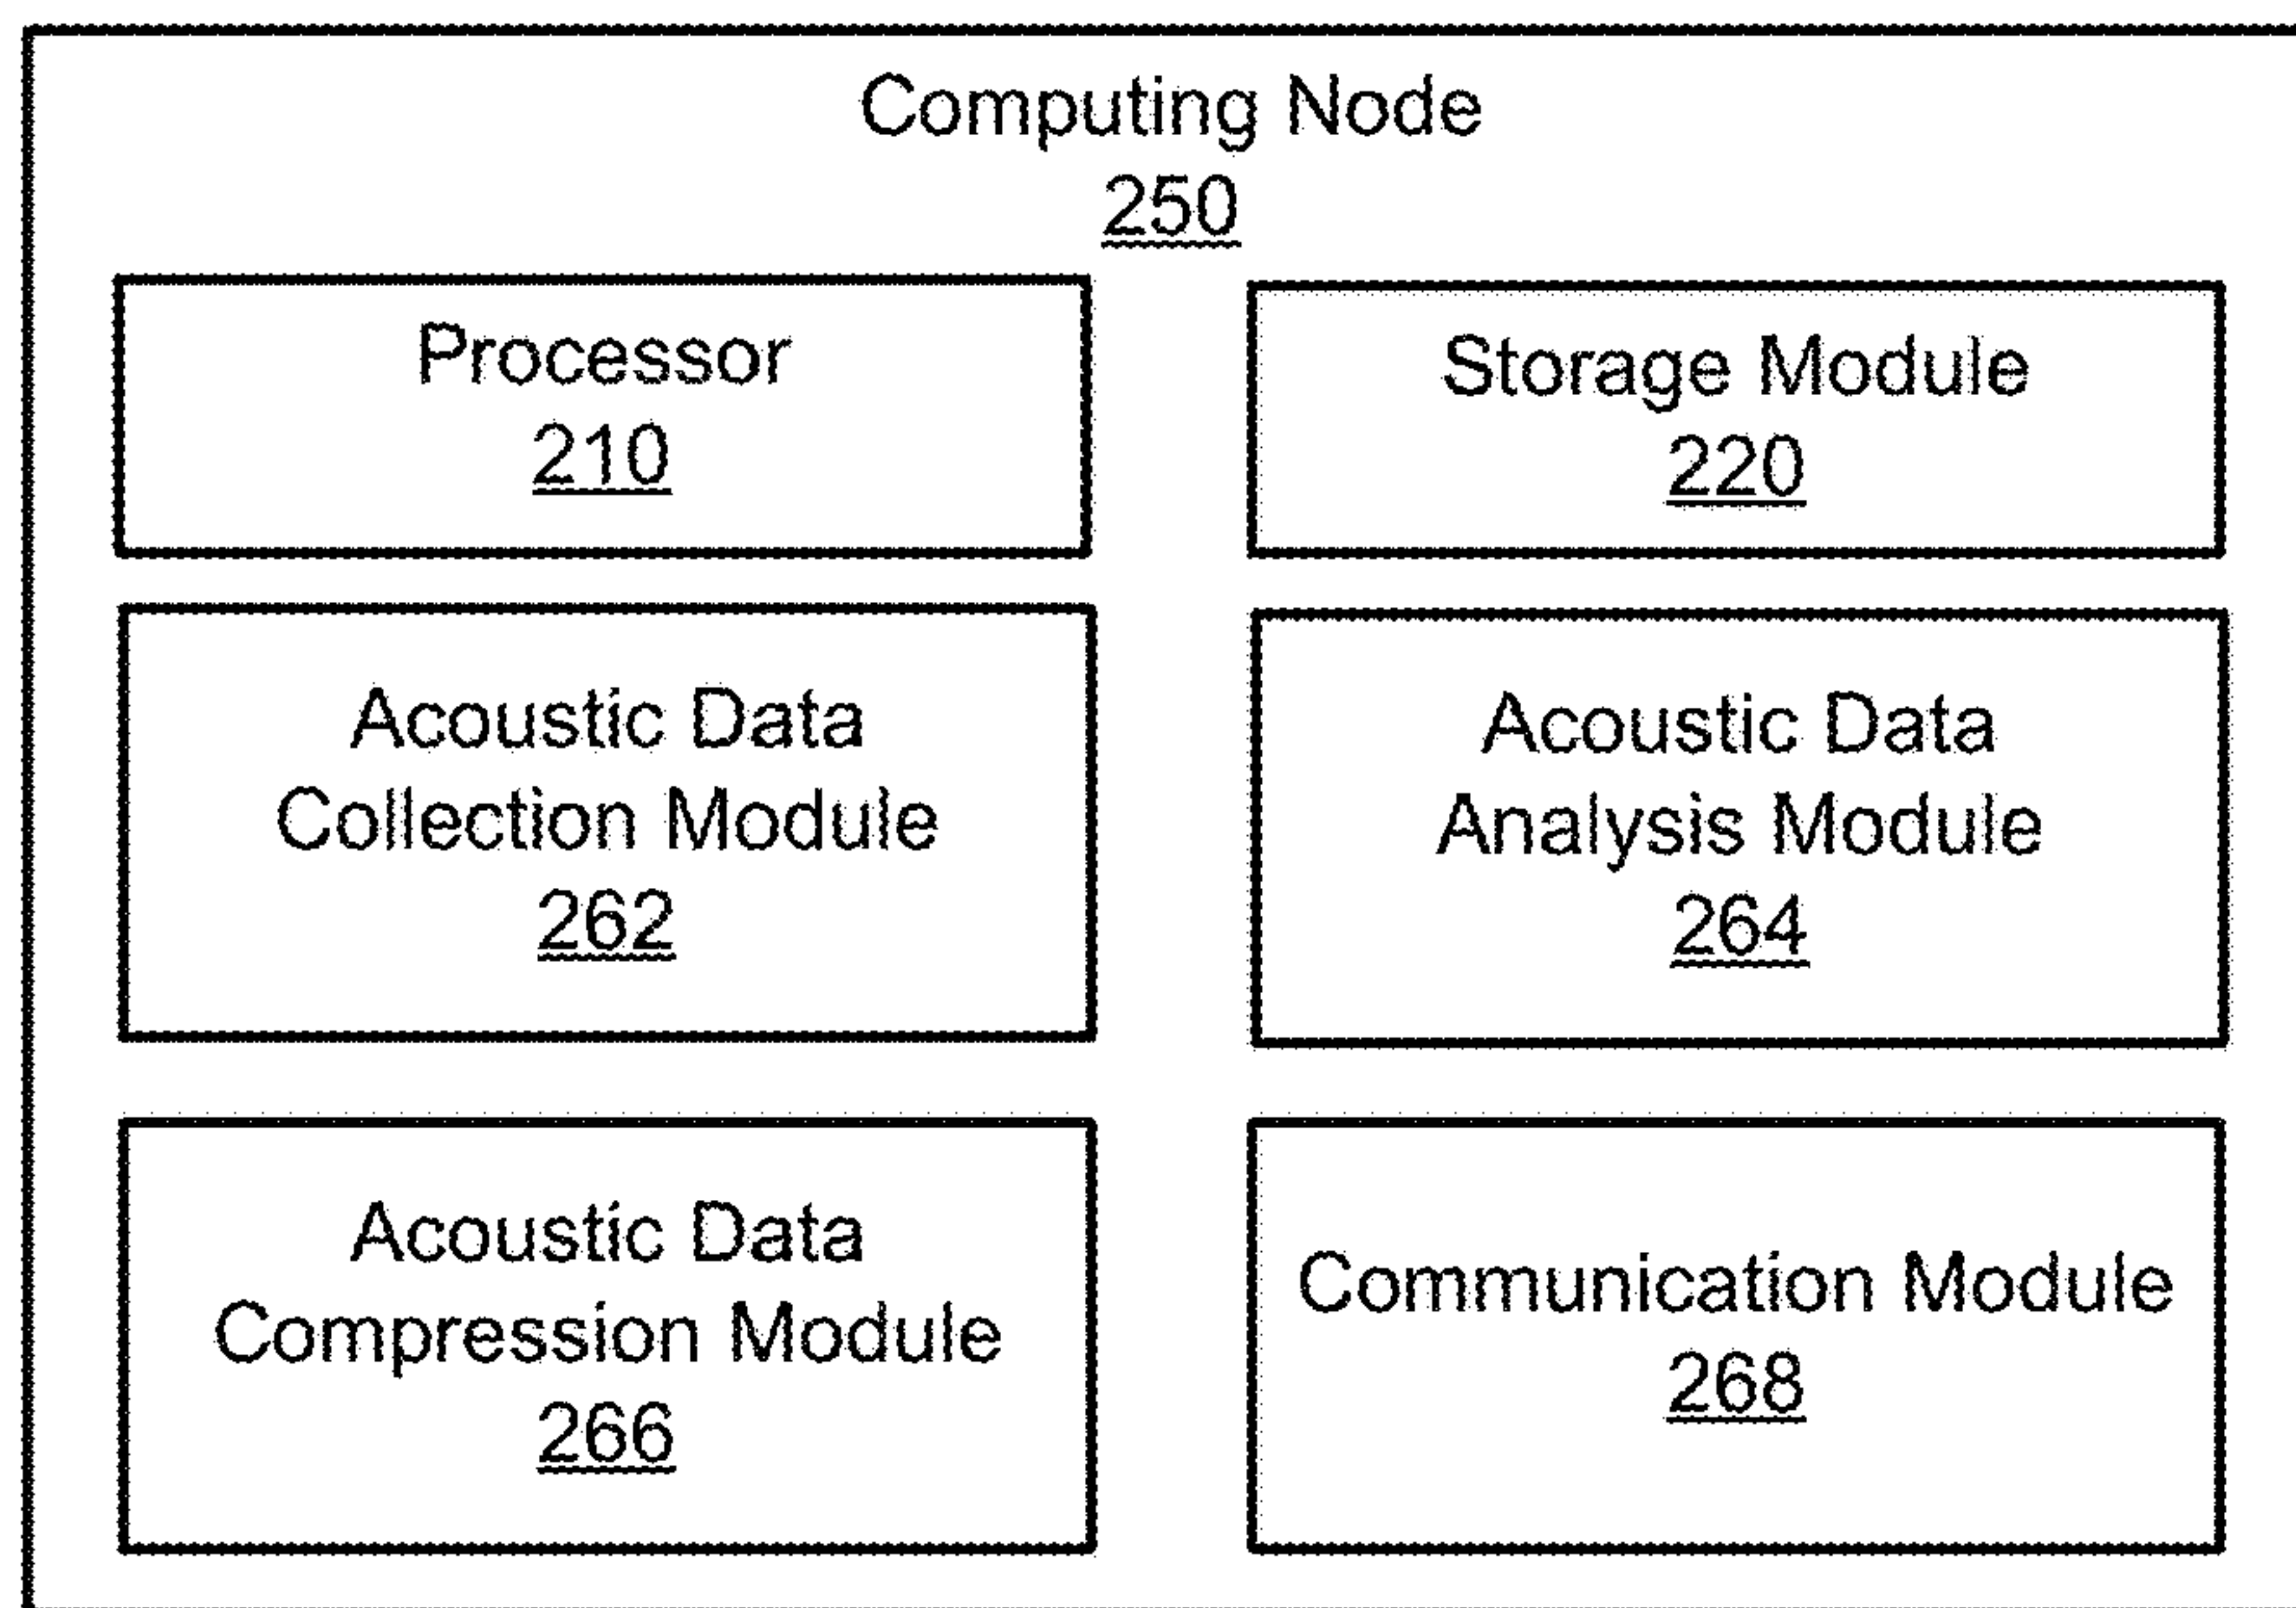 Computing Node
250
Processor
210
Storage Module
220
Acoustic Data
Collection Module
262
Acoustic Data
Analysis Module
264
Acoustic Data
Compression Module
266
Communication Module
268